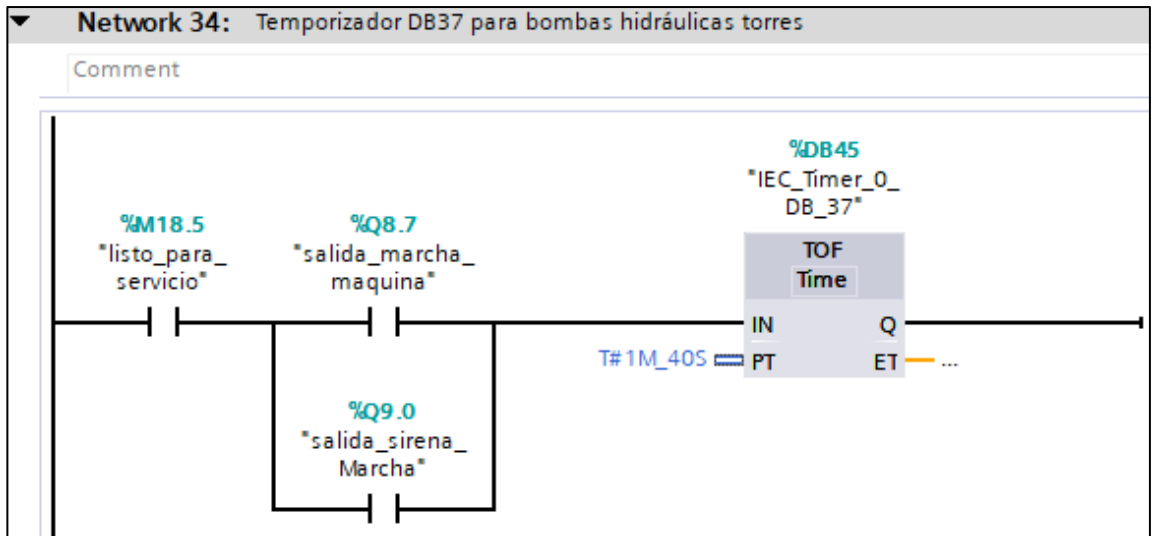 Network 34: Temporizador DB37 para bombas hidráulicas torres
Comment
%DB45
"IEC_Timer_0_
DB_37"
%M18.5
"listo_para_
servicio"
%Q8.7
"salida_marcha_
maquina"
TOF
Time
IN
Q
T#1M_40S
PT
ET
...
%Q9.0
"salida_sirena_
Marcha"